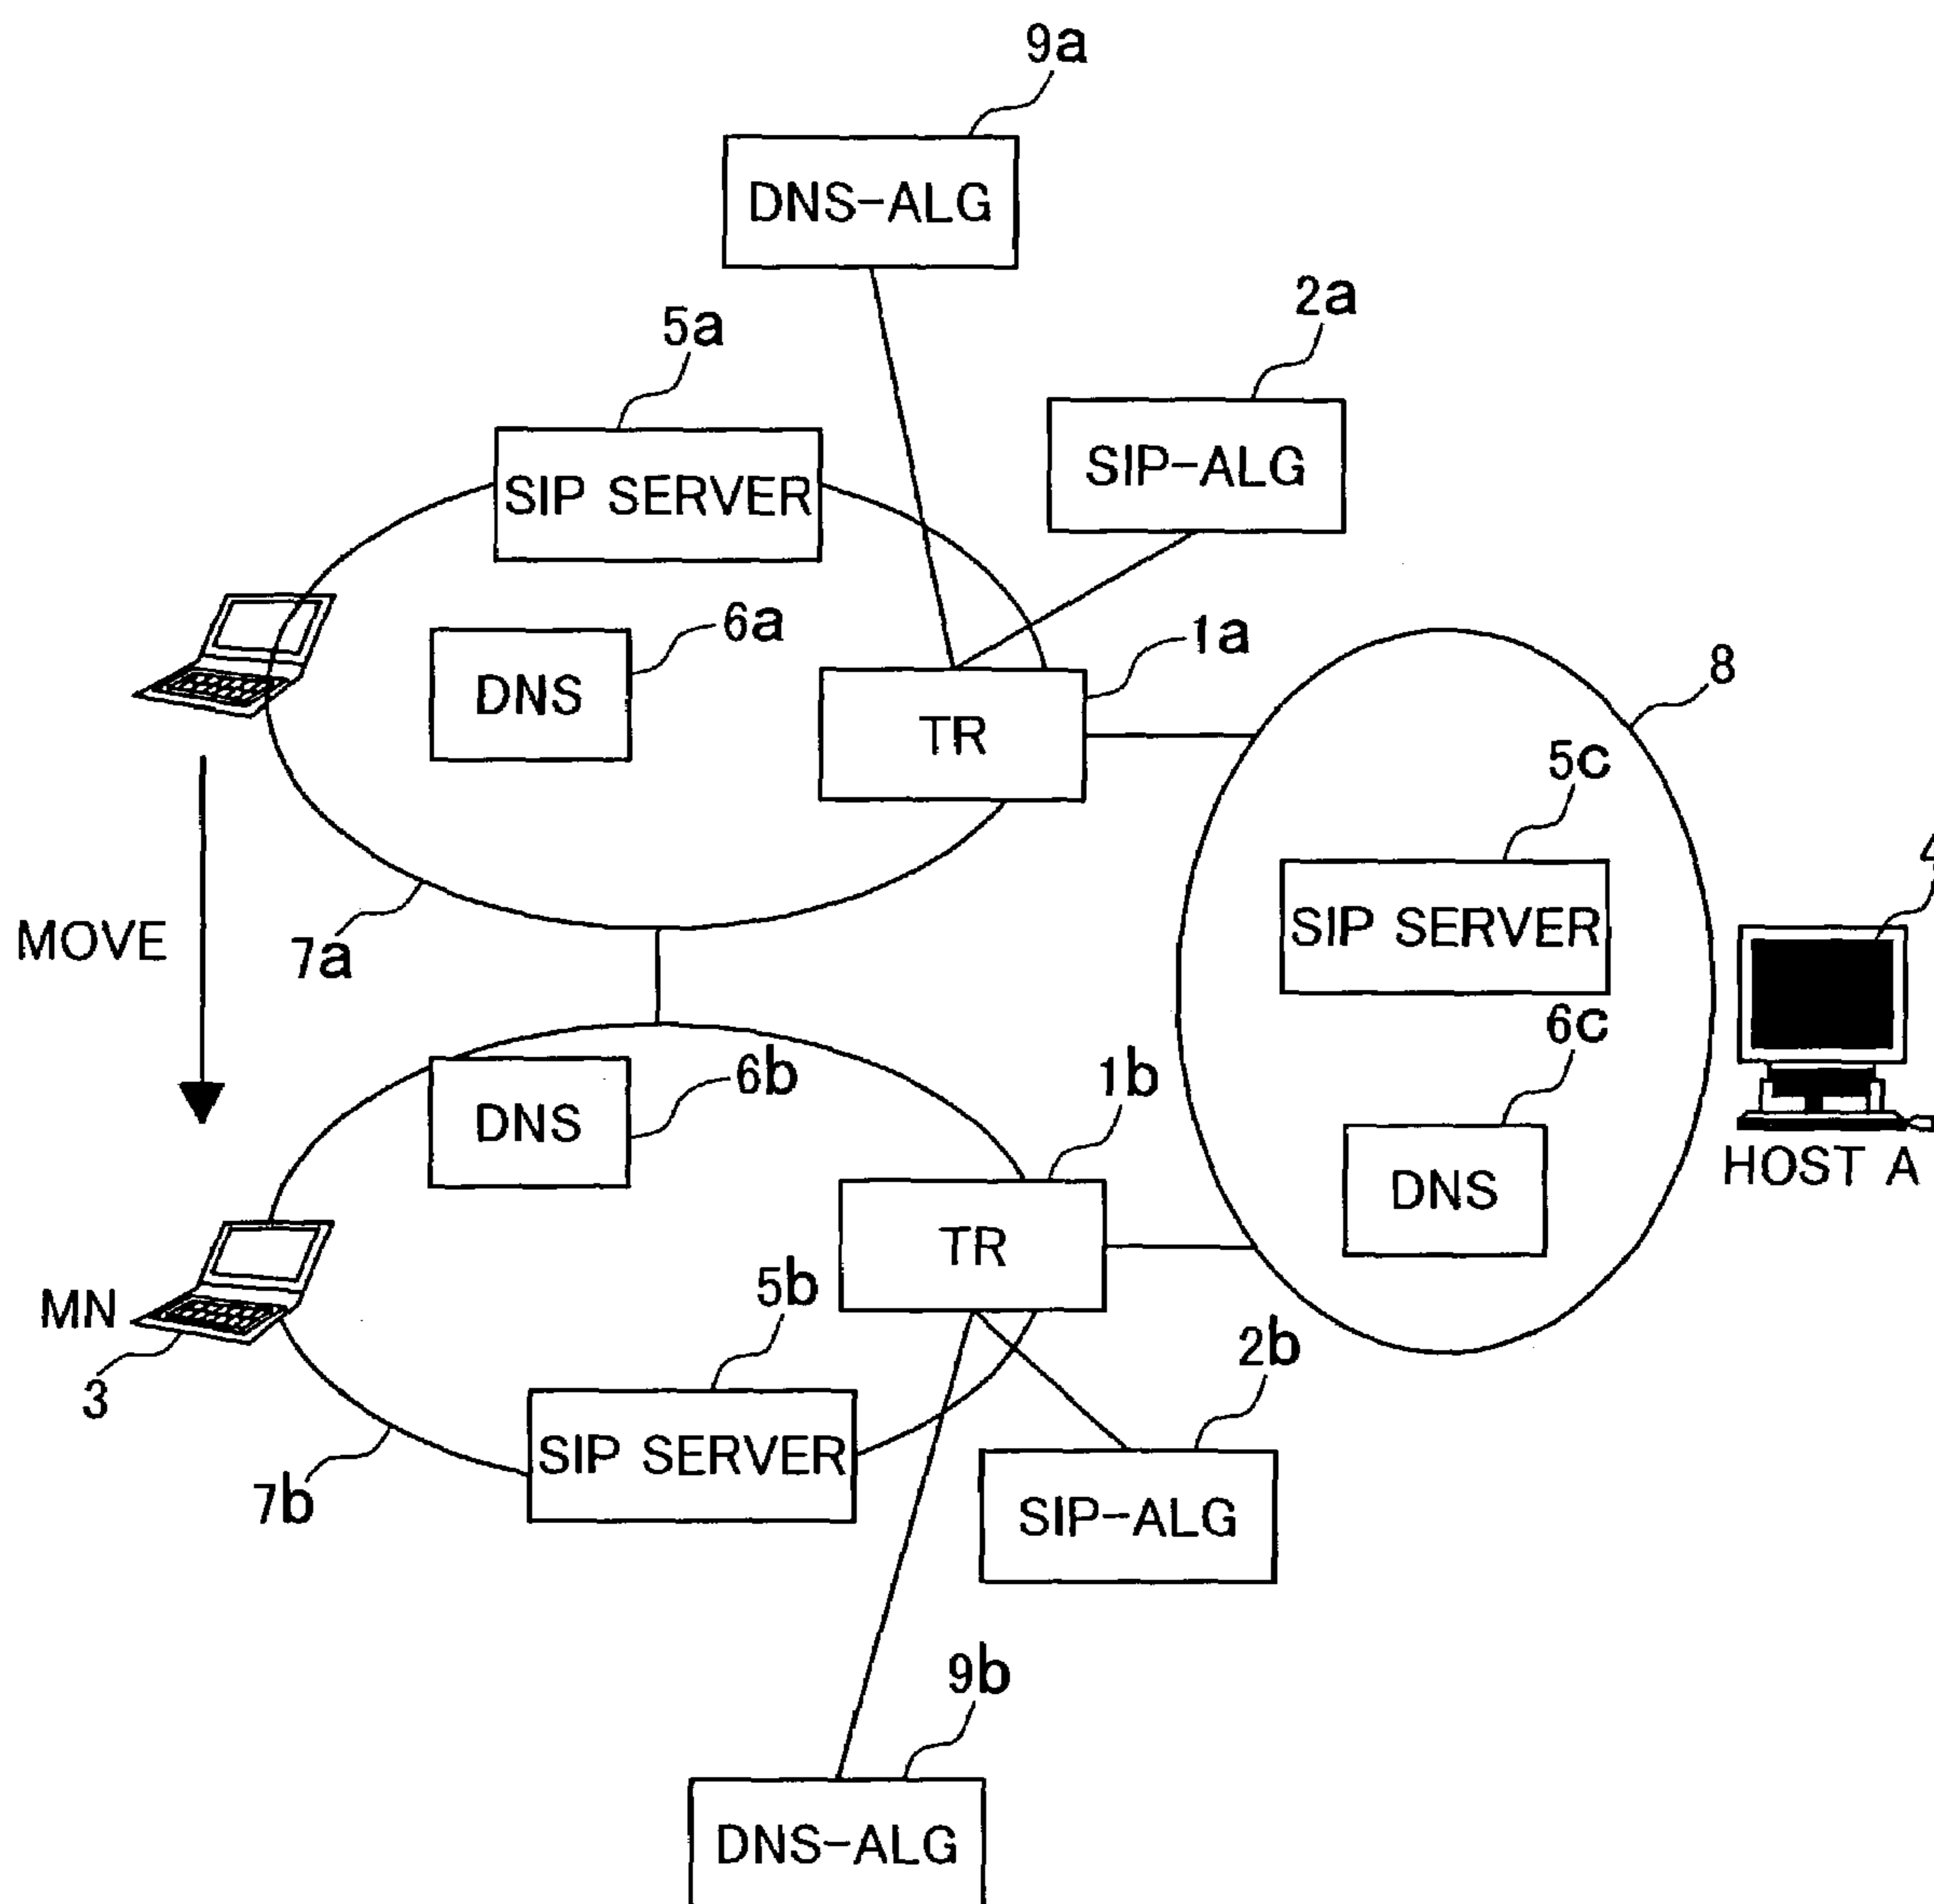 9a
DNS-ALG
2a
5a
SIP-ALG
SIP SERVER
6a
1a
DNS
TR
8
5c
SIP SERVER
MOVE
7a
6c
6b
1b
DNS
HOST A
DNS
TR
5b
MN
3
2b
SIP SERVER
7b
SIP-ALG
9b
DNS-ALG